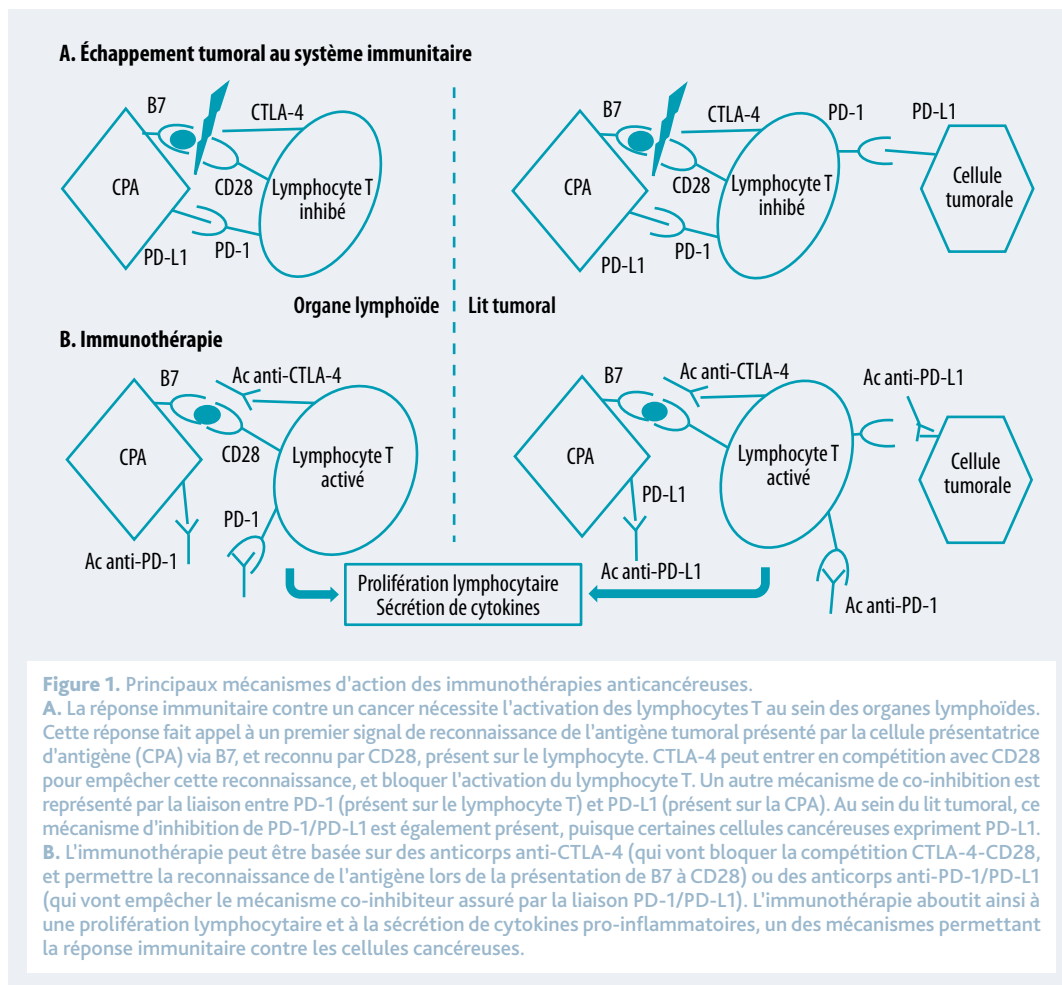 A. Échappement tumoral au système immunitaire
B7
CTLA-4
CPA
CD28
Lymphocyte T
inhibé
PD-L1
PD-1
B7
CTLA-4
PD-1
PD-L1
CPA
CD28
Lymphocyte T
inhibé
Cellule
tumorale
PD-L1
PD-1
Organe lymphoïde
Lit tumoral
B. Immunothérapie
B7
Ac anti-CTLA-4
CPA
CD28
Lymphocyte T
activé
PD-1
Ac anti-PD-1
B7
Ac anti-CTLA-4
Ac anti-PD-L1
CPA
Lymphocyte T
activé
Cellule
tumorale
PD-L1
Ac anti-PD-L1
Ac anti-PD-1
Prolifération lymphocytaire
Sécrétion de cytokines
Figure 1. Principaux mécanismes d'action des immunothérapies anticancéreuses.
A. La réponse immunitaire contre un cancer nécessite l'activation des lymphocytes T au sein des organes lymphoïdes.
Cette réponse fait appel à un premier signal de reconnaissance de l'antigène tumoral présenté par la cellule présentatrice
d'antigène (CPA) via B7, et reconnu par CD28, présent sur le lymphocyte. CTLA-4 peut entrer en compétition avec CD28
pour empêcher cette reconnaissance, et bloquer l'activation du lymphocyte T. Un autre mécanisme de co-inhibition est
représenté par la liaison entre PD-1 (présent sur le lymphocyte T) et PD-L1 (présent sur la CPA). Au sein du lit tumoral, ce
mécanisme d'inhibition de PD-1/PD-L1 est également présent, puisque certaines cellules cancéreuses expriment PD-L1.
B. L'immunothérapie peut être basée sur des anticorps anti-CTLA-4 (qui vont bloquer la compétition CTLA-4-CD28,
et permettre la reconnaissance de l'antigène lors de la présentation de B7 à CD28) ou des anticorps anti-PD-1/PD-L1
(qui vont empêcher le mécanisme co-inhibiteur assuré par la liaison PD-1/PD-L1). L'immunothérapie aboutit ainsi à
une prolifération lymphocytaire et à la sécrétion de cytokines pro-inflammatoires, un des mécanismes permettant
la réponse immunitaire contre les cellules cancéreuses.